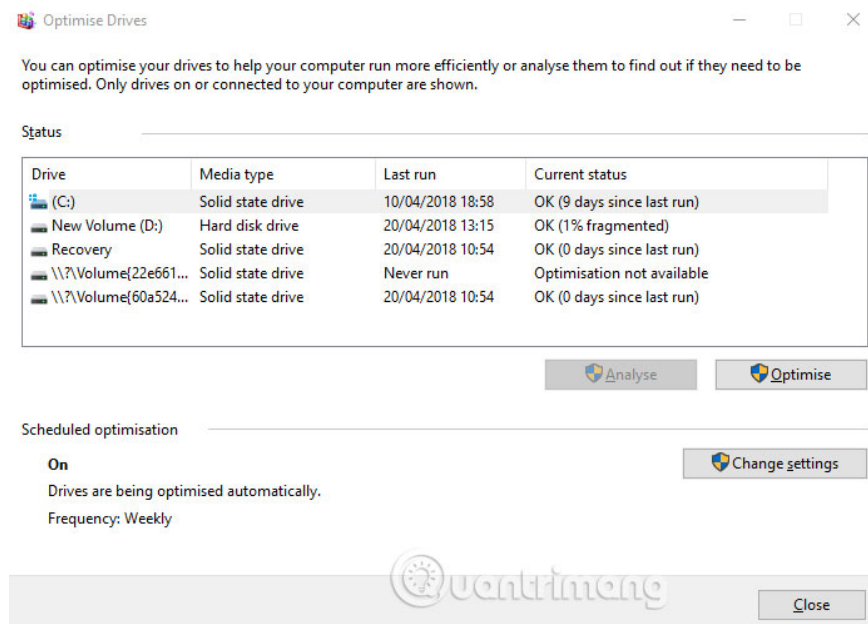 Optimise Drives
You can optimise your drives to help your computer run more efficiently or analyse them to find out if they need to be
optimised. Only drives on or connected to your computer are shown.
Status
Drive Media type Last run Current status
(C:) Solid state drive 10/04/2018 18:58 OK (9 days since last run)
New Volume (D:) Hard disk drive 20/04/2018 13:15 OK (1% fragmented)
Recovery Solid state drive 20/04/2018 10:54 OK (0 days since last run)
\\?\Volume{22e661... Solid state drive Never run Optimisation not available
\\?\Volume{60a524... Solid state drive 20/04/2018 10:54 OK (0 days since last run)
Analyse Optimise
Scheduled optimisation
On
Change settings
Drives are being optimised automatically.
Frequency: Weekly
Quantrimang
Close